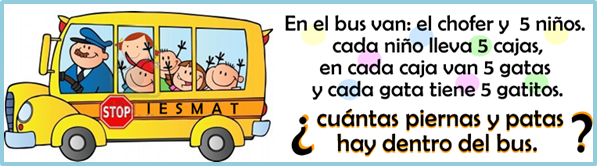 En el bus van: el chofer y 5 niños.
cada niño lleva 5 cajas,
en cada caja van 5 gatas
y cada gata tiene 5 gatitos.
¿cuántas piernas y patas
hay dentro del bus.?
STOP
IESMAT